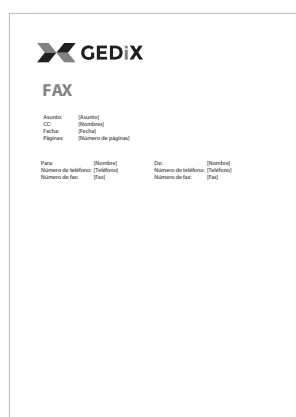 GEDiX
FAX
Asunto: [Asunto]
CC: [Nombres]
Fecha: [Fecha]
Páginas: [Número de páginas]
Para: [Nombre] De: [Nombre]
Número de teléfono: [Teléfono] Número de teléfono: [Teléfono]
Número de fax: [Fax] Número de fax: [Fax]